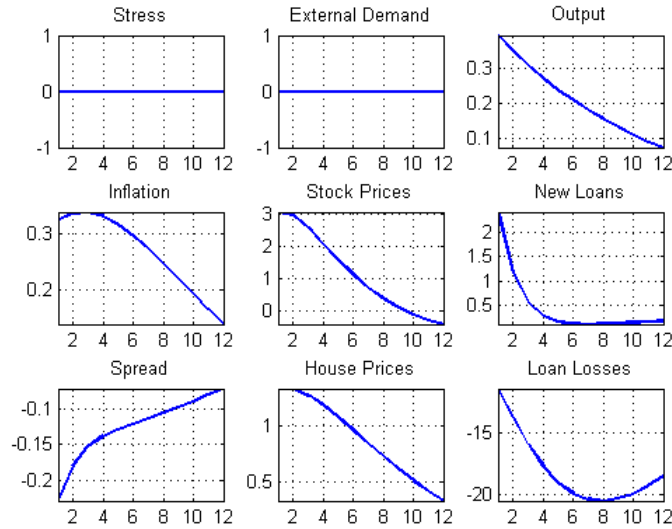 Stress
External Demand
Output
1
0
-1
2 4 6 8 10 12
1
0
-1
2 4 6 8 10 12
0.3
0.2
0.1
2 4 6 8 10 12
Inflation
Stock Prices
New Loans
0.3
0.2
2 4 6 8 10 12
3
2
1
0
2 4 6 8 10 12
2
1.5
1
0.5
2 4 6 8 10 12
Spread
House Prices
Loan Losses
-0.1
-0.15
-0.2
2 4 6 8 10 12
1
0.5
2 4 6 8 10 12
-15
-20
2 4 6 8 10 12